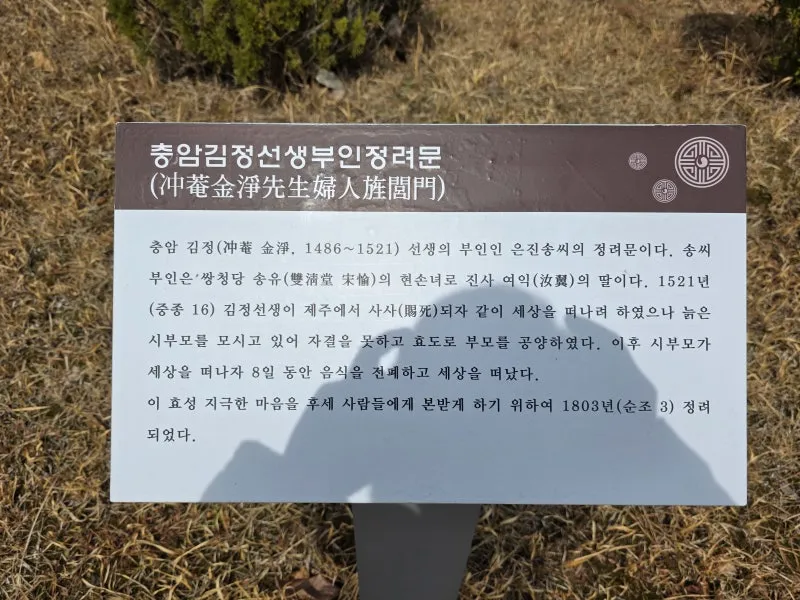 충암김정선생부인정려문
(冲菴金淨先生婦人旌閭門)
충암 김정(冲菴 金淨, 1486~1521) 선생의 부인인 은진송씨의 정려문이다. 송씨
부인은 쌍청당 송유(雙淸堂 宋愉)의 현손녀로 진사 여익(汝翼)의 딸이다. 1521년
(중종 16) 김정선생이 제주에서 사사(賜死)되자 같이 세상을 떠나려 하였으나 늙은
시부모를 모시고 있어 자결을 못하고 효도로 부모를 공양하였다. 이후 시부모가
세상을 떠나자 8일 동안 음식을 전폐하고 세상을 떠났다.
이 효성 지극한 마음을 후세 사람들에게 본받게 하기 위하여 1803년(순조 3) 정려
되었다.